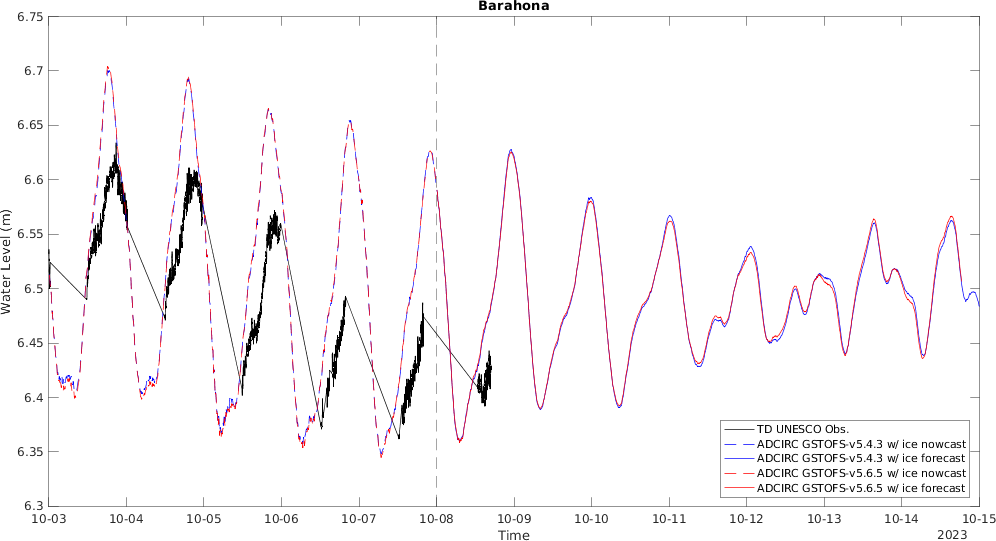 Barahona
6.75
6.7
6.65
6.6
6.55
6.5
6.45
6.4
6.35
6.3
Water Level (m)
10-03 10-04 10-05 10-06 10-07 10-08 10-09 10-10 10-11 10-12 10-13 10-14 10-15
Time
2023
TD UNESCO Obs.
ADCIRC GSTOFS-v5.4.3 w/ ice nowcast
ADCIRC GSTOFS-v5.4.3 w/ ice forecast
ADCIRC GSTOFS-v5.6.5 w/ ice nowcast
ADCIRC GSTOFS-v5.6.5 w/ ice forecast